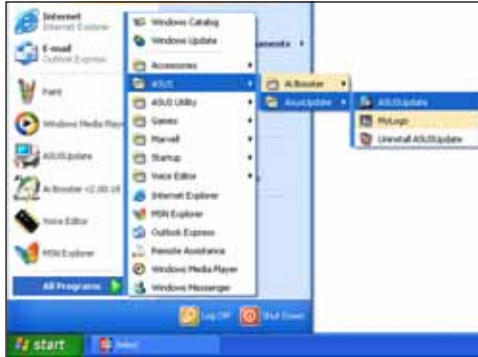 Internet
Internet Explorer
E-mail
Outlook Express
Paint
Windows Media Player
ASUSUpdate
Ai Booster
Voice Editor
MSN Explorer
All Programs
Windows Catalog
Windows Update
Accessories
ASUS
ASUS Utility
Games
Marvell
Startup
Voice Editor
Internet Explorer
MSN Explorer
Outlook Express
Remote Assistance
Windows Media Player
Windows Messenger
Ai Booster
AsusUpdate
ASUSUpdate
MyLogo
Uninstall ASUSUpdate
Log Off
Shut Down
start